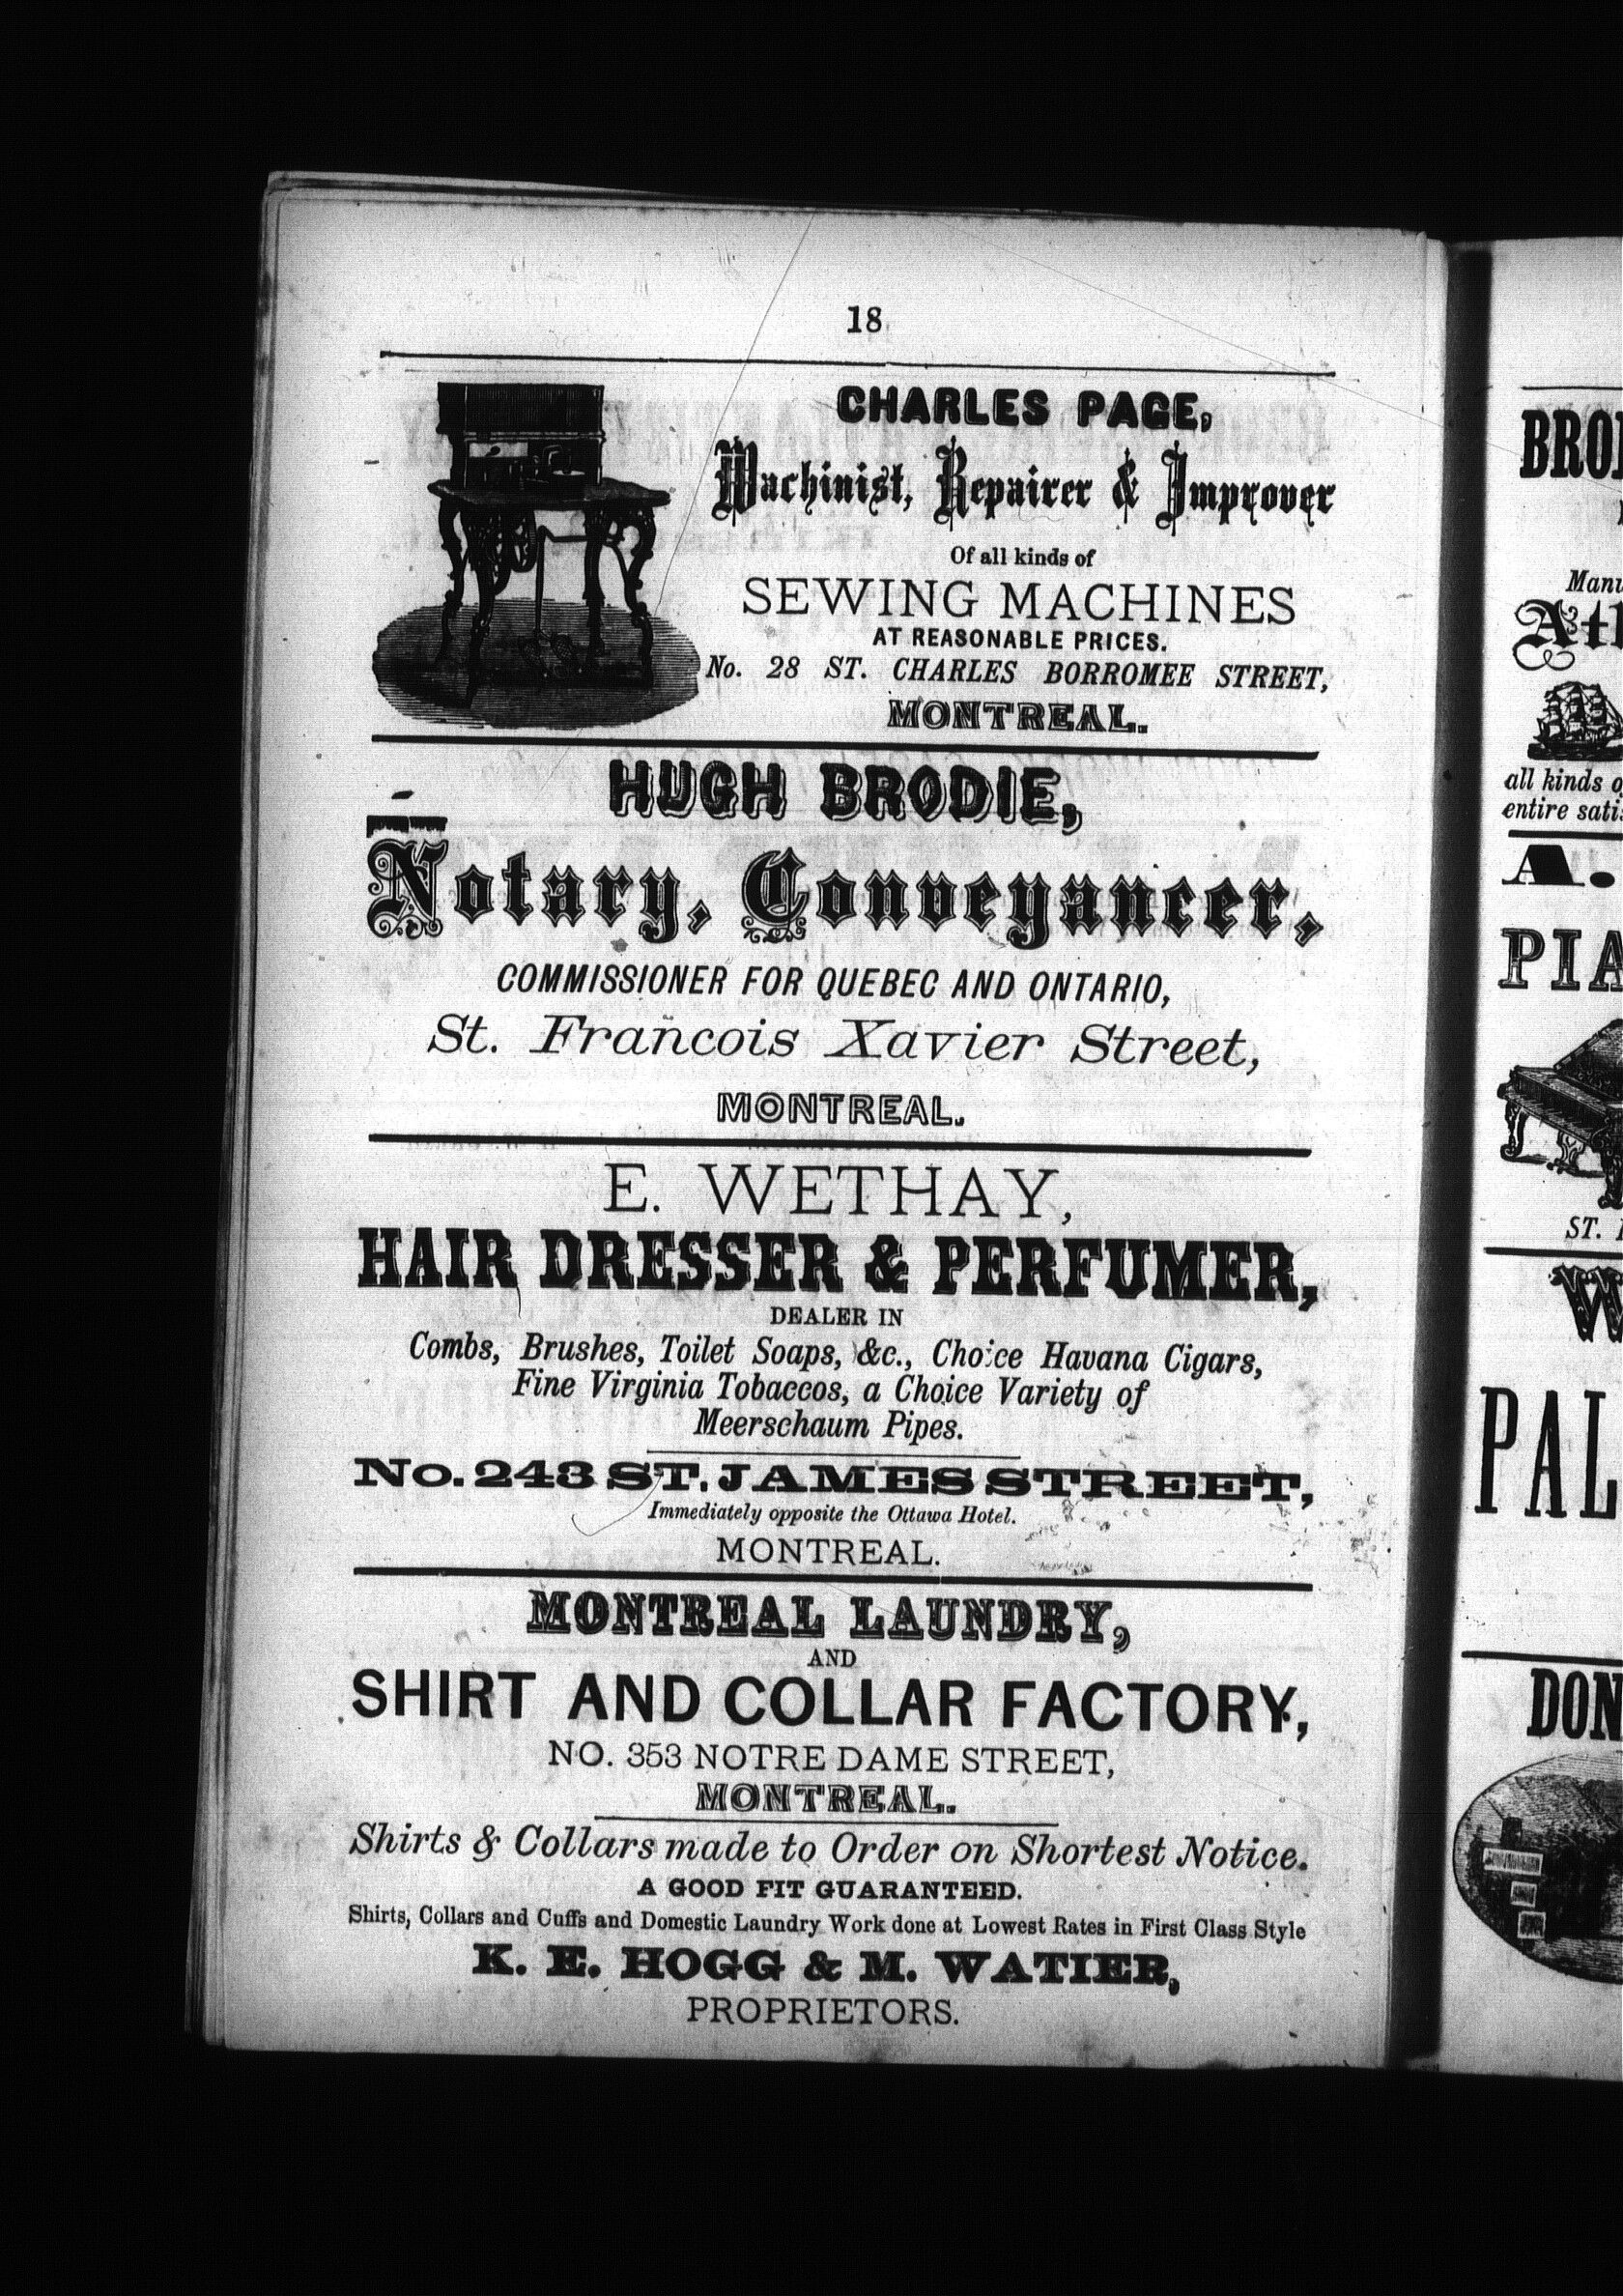 18
CHARLES PAGE,
Machinist, Repairer & Improver
Of all kinds of
SEWING MACHINES
AT REASONABLE PRICES.
No. 28 ST. CHARLES BORROMEE STREET,
MONTREAL.
HUGH BRODIE,
Notary, Conveyancer,
COMMISSIONER FOR QUEBEC AND ONTARIO,
St. Francois Xavier Street,
MONTREAL.
E. WETHAY,
HAIR DRESSER & PERFUMER,
DEALER IN
Combs, Brushes, Toilet Soaps, &c., Choice Havana Cigars,
Fine Virginia Tobaccos, a Choice Variety of
Meerschaum Pipes.
No. 243 ST. JAMES STREET,
Immediately opposite the Ottawa Hotel.
MONTREAL.
MONTREAL LAUNDRY,
AND
SHIRT AND COLLAR FACTORY,
NO. 353 NOTRE DAME STREET,
MONTREAL.
Shirts & Collars made to Order on Shortest Notice.
A GOOD FIT GUARANTEED.
Shirts, Collars and Cuffs and Domestic Laundry Work done at Lowest Rates in First Class Style
K. E. HOGG & M. WATIER,
PROPRIETORS.
all kinds
entire
A.
ST.